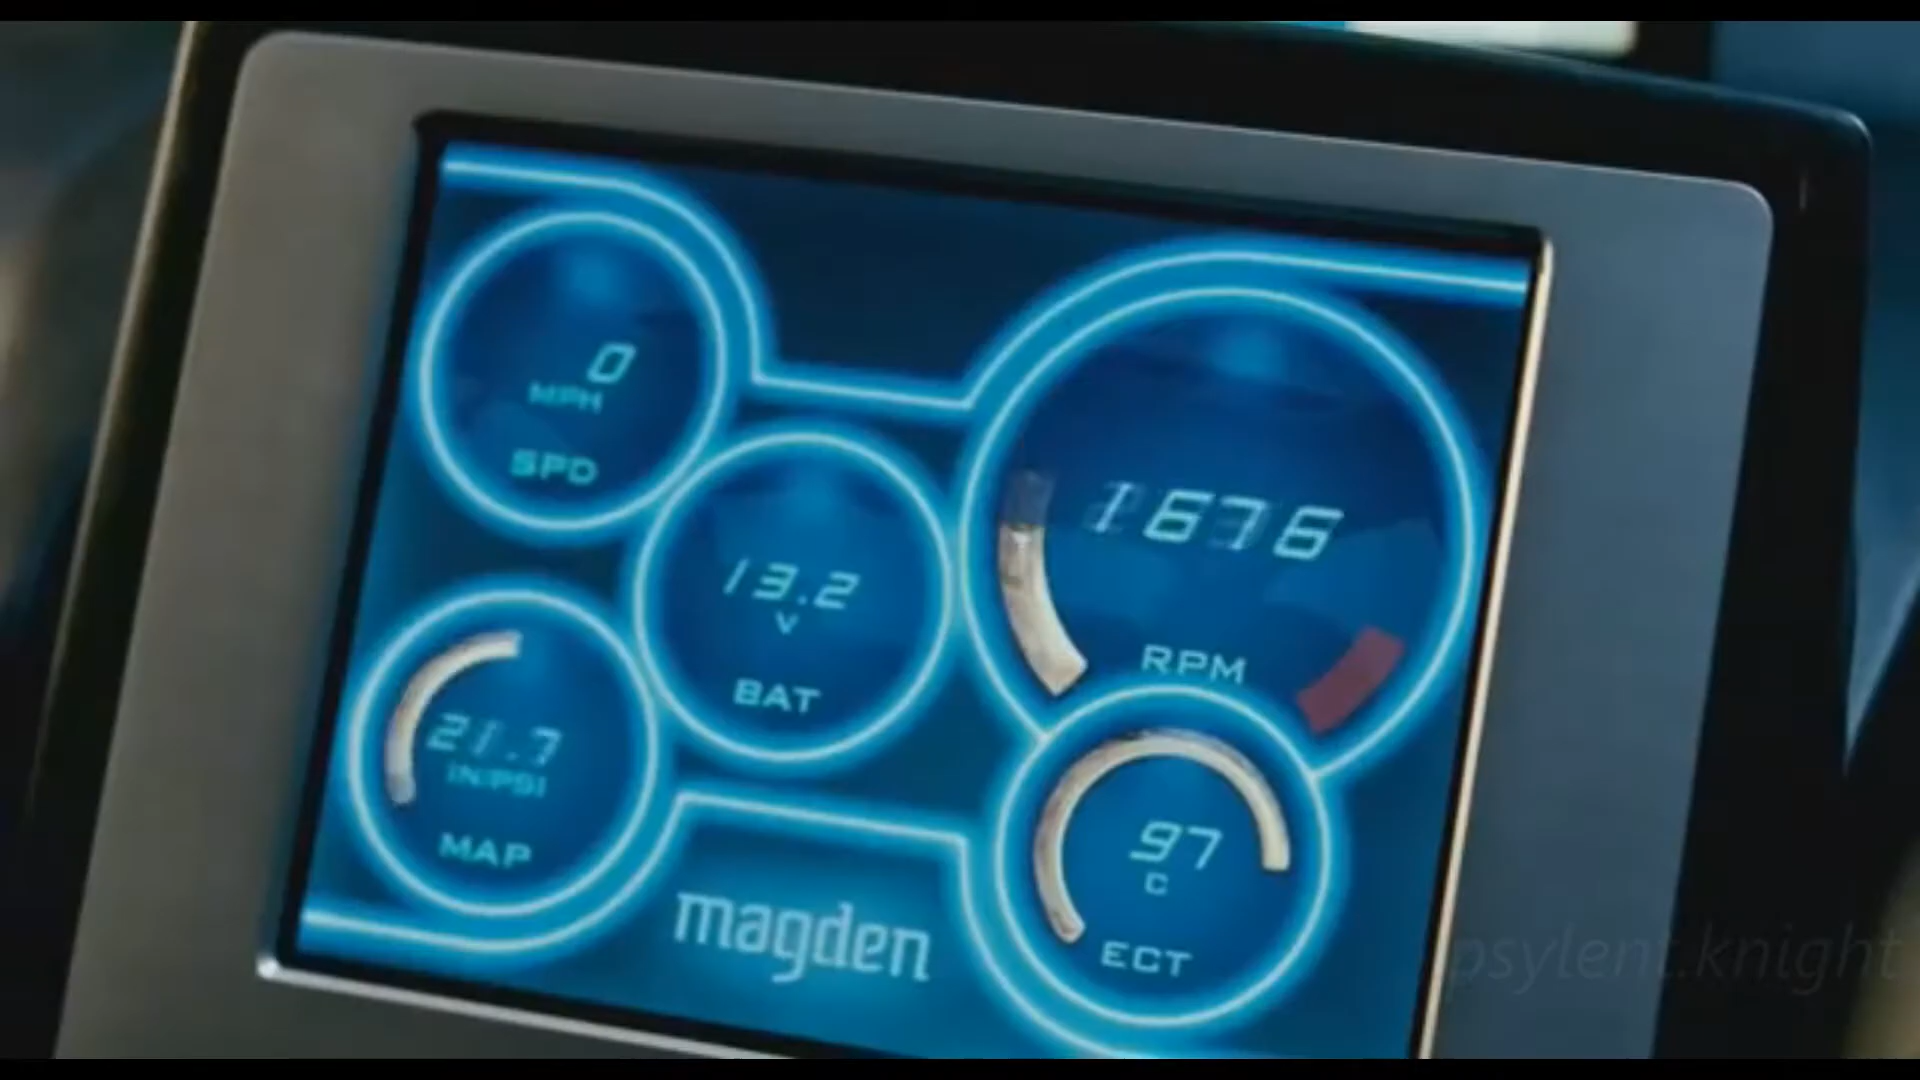 0
MPH
SPD
13.2
V
BAT
1676
RPM
21.7
IN/PSI
MAP
97
C
ECT
magden
psylent.knight